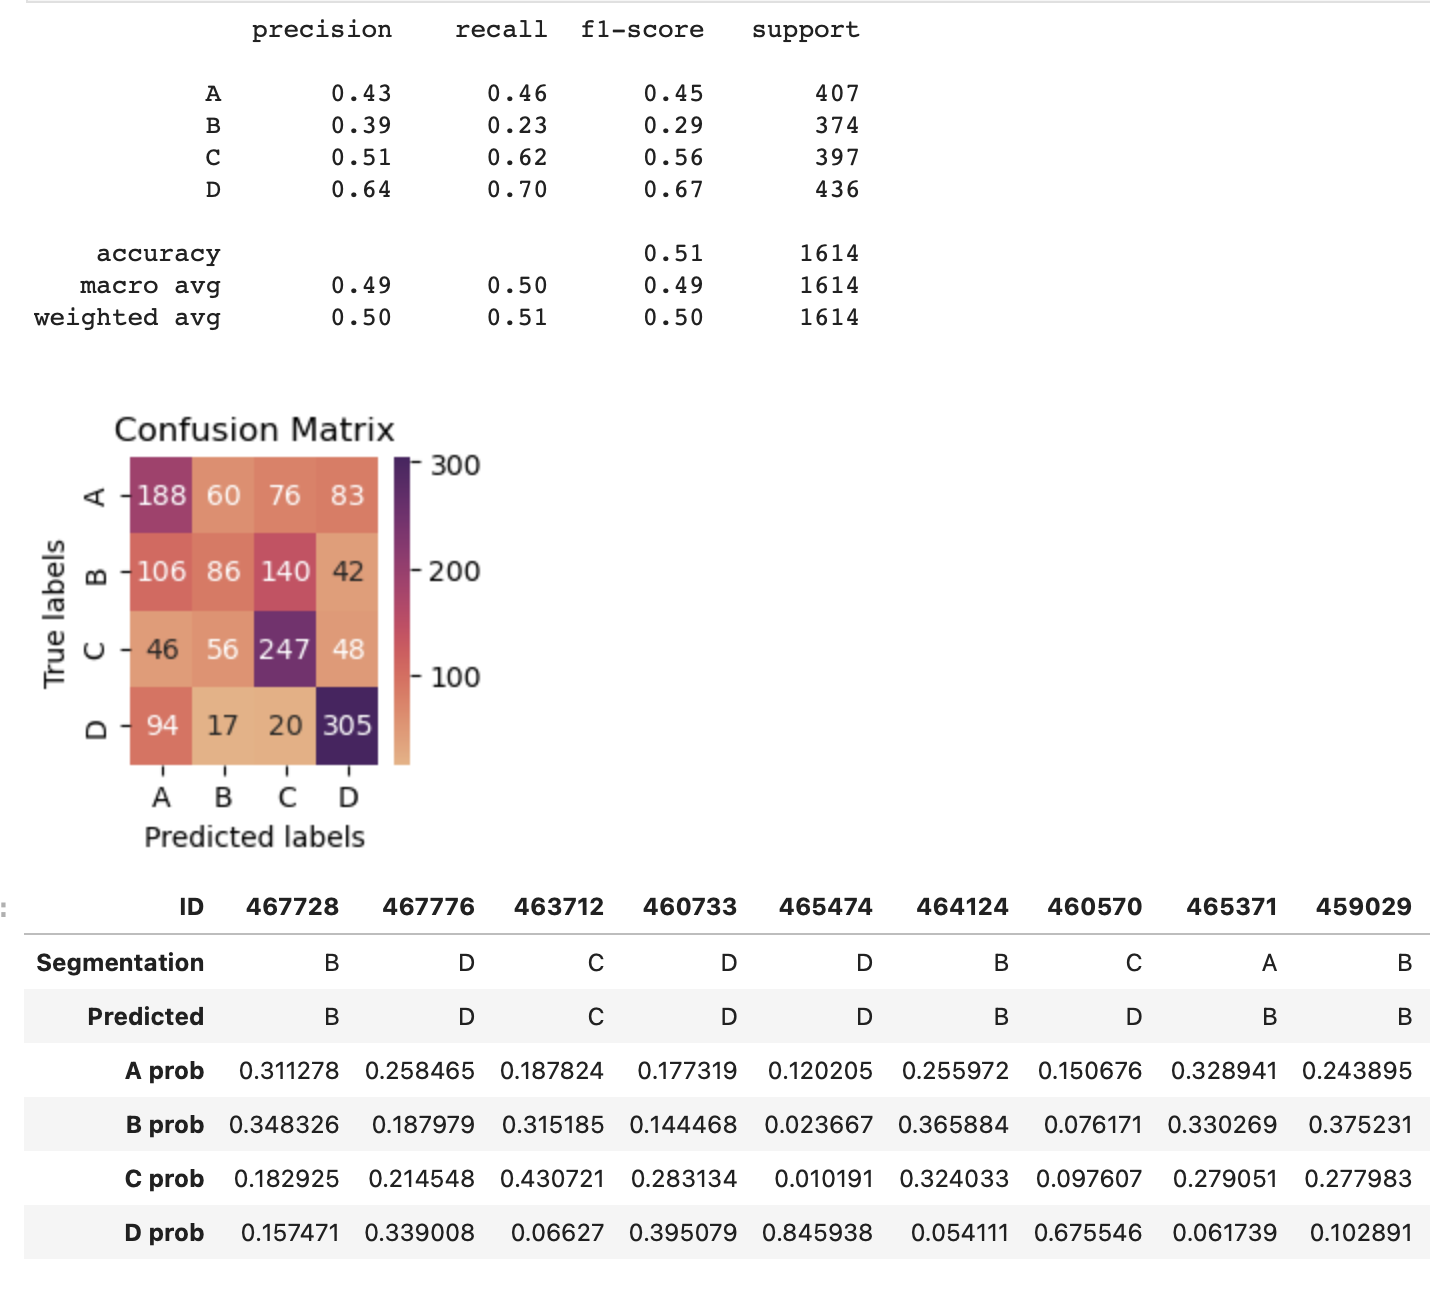 precision recall f1-score support
A 0.43 0.46 0.45 407
B 0.39 0.23 0.29 374
C 0.51 0.62 0.56 397
D 0.64 0.70 0.67 436
accuracy 0.51 1614
macro avg 0.49 0.50 0.49 1614
weighted avg 0.50 0.51 0.50 1614
Confusion Matrix
True labels
A 188 60 76 83
B 106 86 140 42
C 46 56 247 48
D 94 17 20 305
A B C D
Predicted labels
300
200
100
:
ID 467728 467776 463712 460733 465474 464124 460570 465371 459029
Segmentation B D C D D B C A B
Predicted B D C D D B D B B
A prob 0.311278 0.258465 0.187824 0.177319 0.120205 0.255972 0.150676 0.328941 0.243895
B prob 0.348326 0.187979 0.315185 0.144468 0.023667 0.365884 0.076171 0.330269 0.375231
C prob 0.182925 0.214548 0.430721 0.283134 0.010191 0.324033 0.097607 0.279051 0.277983
D prob 0.157471 0.339008 0.06627 0.395079 0.845938 0.054111 0.675546 0.061739 0.102891